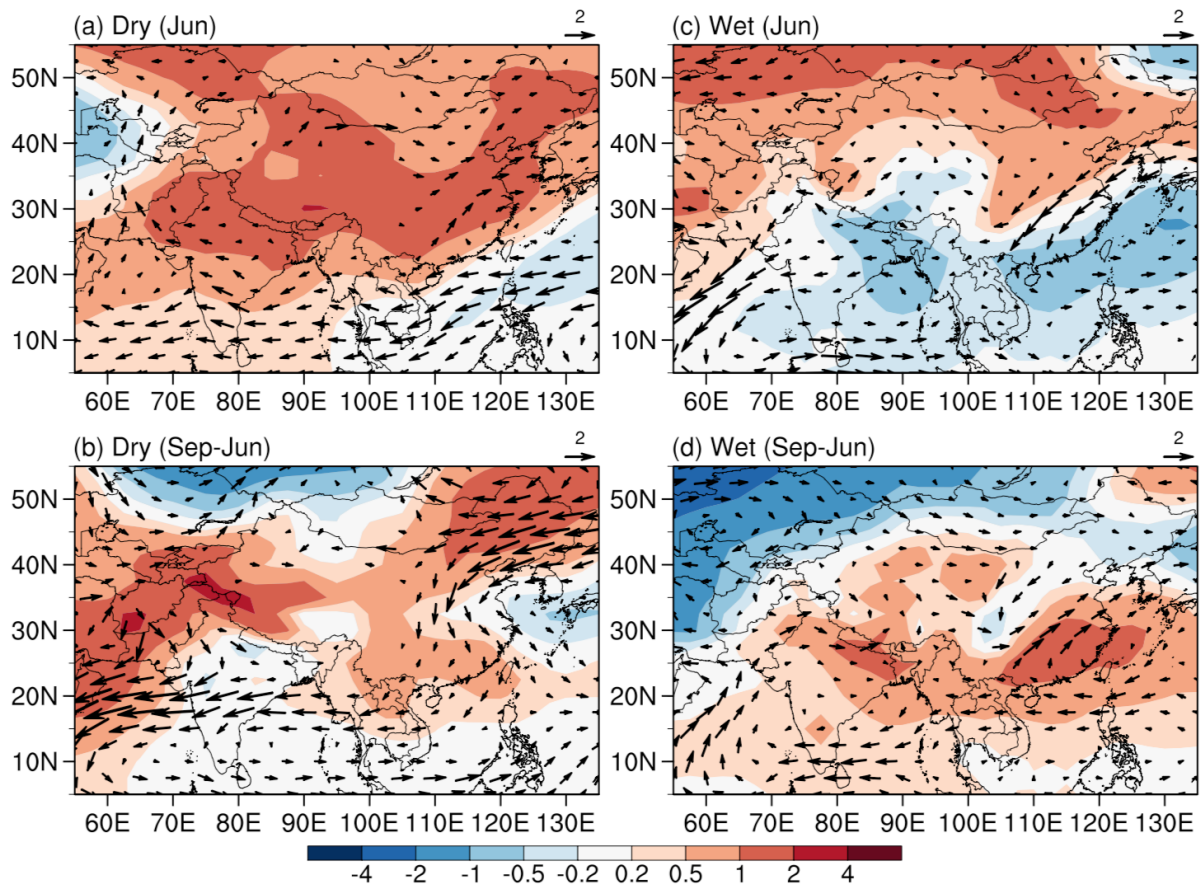 (a) Dry (Jun)
2
50N
40N
30N
20N
10N
60E 70E 80E 90E 100E 110E 120E 130E
(c) Wet (Jun)
2
50N
40N
30N
20N
10N
60E 70E 80E 90E 100E 110E 120E 130E
(b) Dry (Sep-Jun)
2
50N
40N
30N
20N
10N
60E 70E 80E 90E 100E 110E 120E 130E
(d) Wet (Sep-Jun)
2
50N
40N
30N
20N
10N
60E 70E 80E 90E 100E 110E 120E 130E
-4 -2 -1 -0.5 -0.2 0.2 0.5 1 2 4